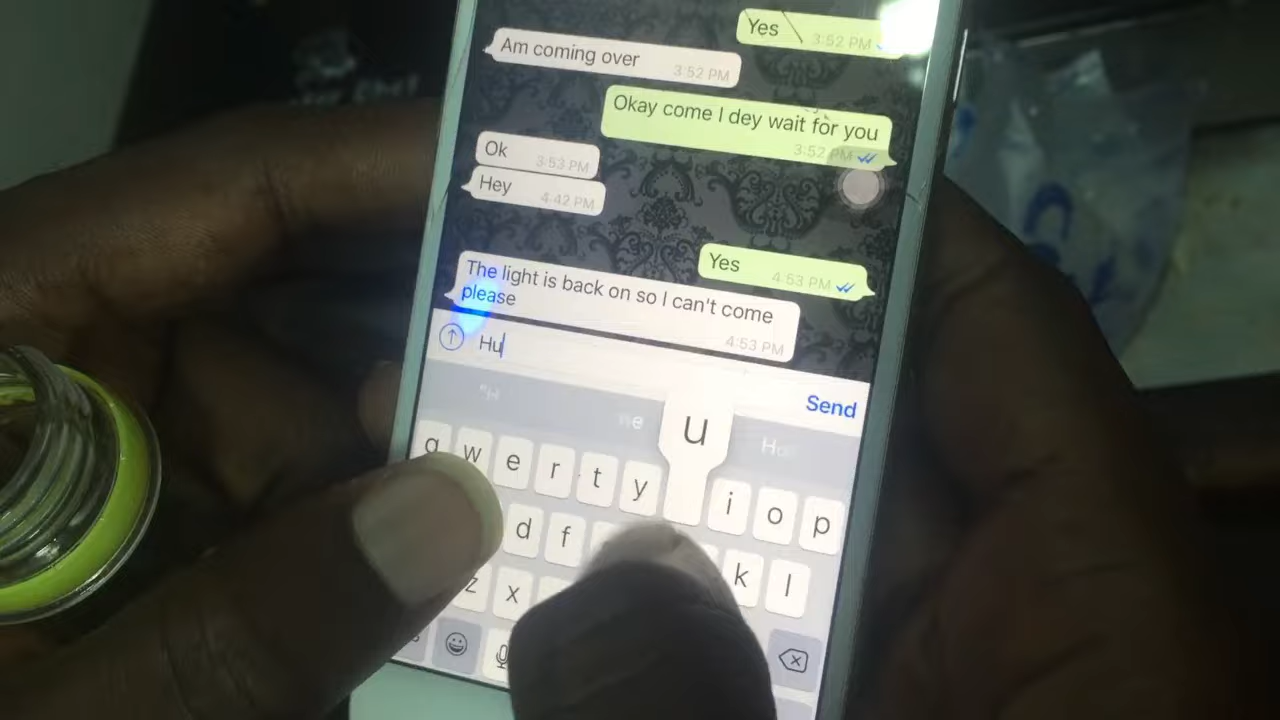 Yes
3:52 PM
Am coming over
3:52 PM
Okay come I dey wait for you
3:52 PM
Ok
3:53 PM
Hey
4:42 PM
Yes
4:53 PM
The light is back on so I can't come
please
4:53 PM
Hu
Send
u
q w e r t y i o p
d f k l
z x